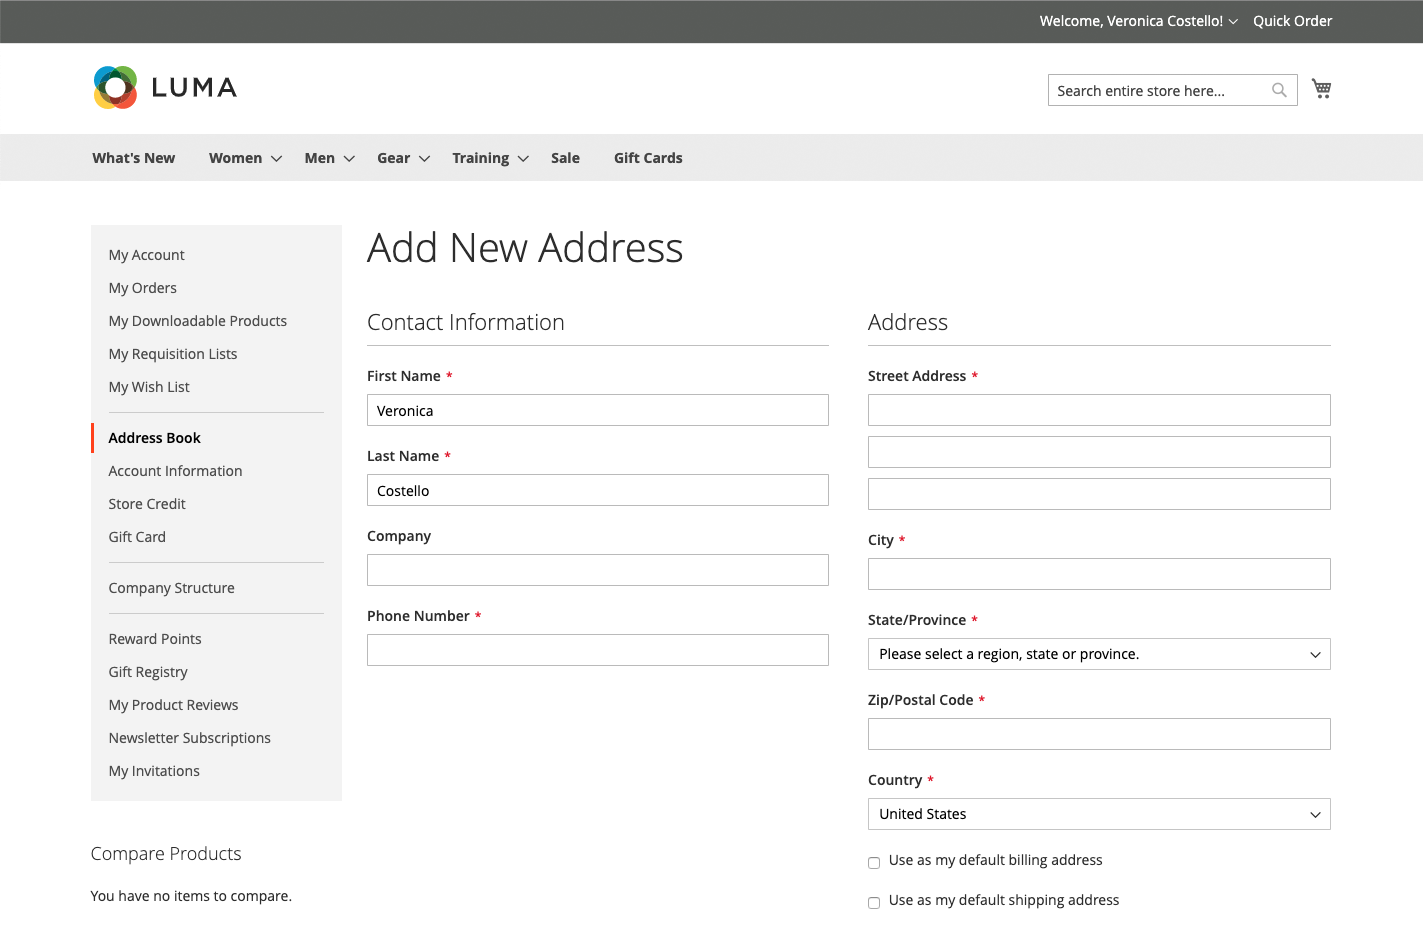 Welcome, Veronica Costello! Quick Order
LUMA
Search entire store here...
What's New Women Men Gear Training Sale Gift Cards
My Account
My Orders
My Downloadable Products
My Requisition Lists
My Wish List
Address Book
Account Information
Store Credit
Gift Card
Company Structure
Reward Points
Gift Registry
My Product Reviews
Newsletter Subscriptions
My Invitations
Compare Products
You have no items to compare.
Add New Address
Contact Information
First Name *
Veronica
Last Name *
Costello
Company
Phone Number *
Address
Street Address *
City *
State/Province *
Please select a region, state or province.
Zip/Postal Code *
Country *
United States
Use as my default billing address
Use as my default shipping address